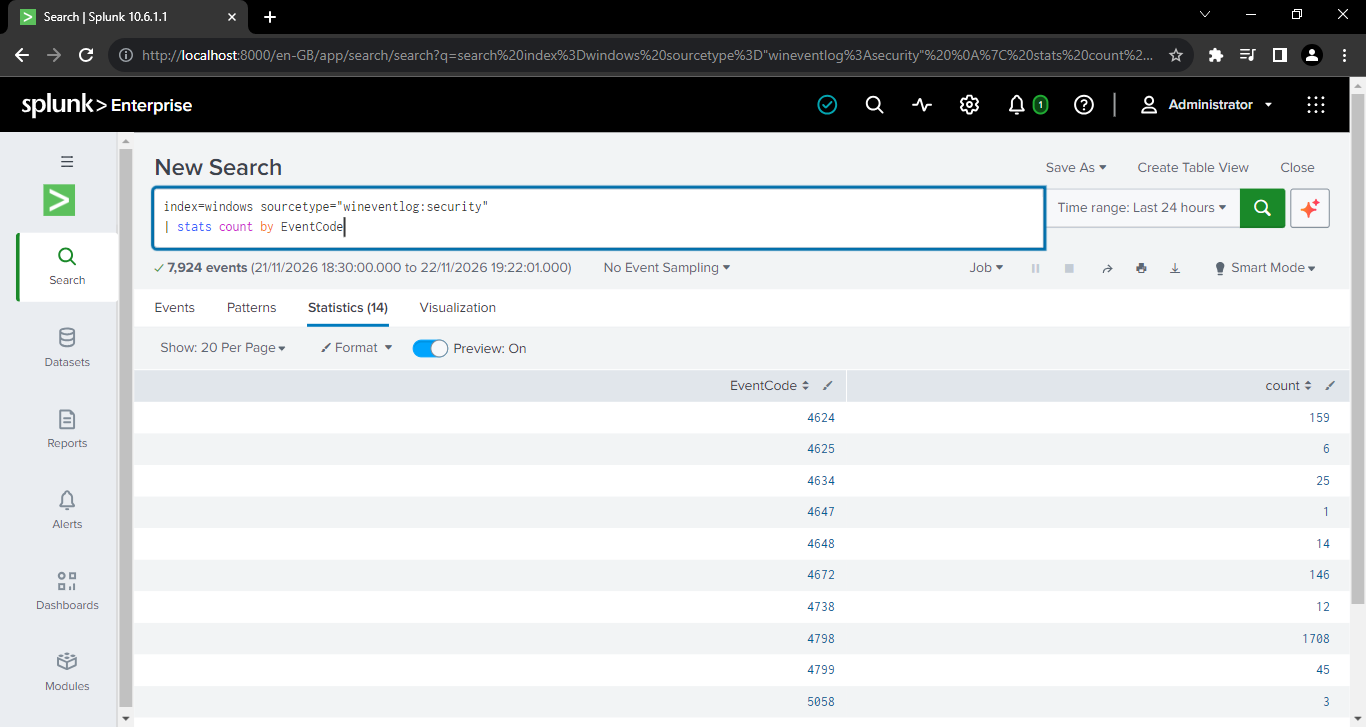 Search | Splunk 10.6.1.1
http://localhost:8000/en-GB/app/search/search?q=search%20index%3Dwindows%20sourcetype%3D"wineventlog%3Asecurity"%20%0A%7C%20stats%20count%2...
splunk> Enterprise
1
Administrator
New Search
Save As
Create Table View
Close
index=windows sourcetype="wineventlog:security"
| stats count by EventCode
Time range: Last 24 hours
7,924 events (21/11/2026 18:30:00.000 to 22/11/2026 19:22:01.000)
No Event Sampling
Job
Smart Mode
Search
Datasets
Reports
Alerts
Dashboards
Modules
Events
Patterns
Statistics (14)
Visualization
Show: 20 Per Page
Format
Preview: On
EventCode count
4624 159
4625 6
4634 25
4647 1
4648 14
4672 146
4738 12
4798 1708
4799 45
5058 3